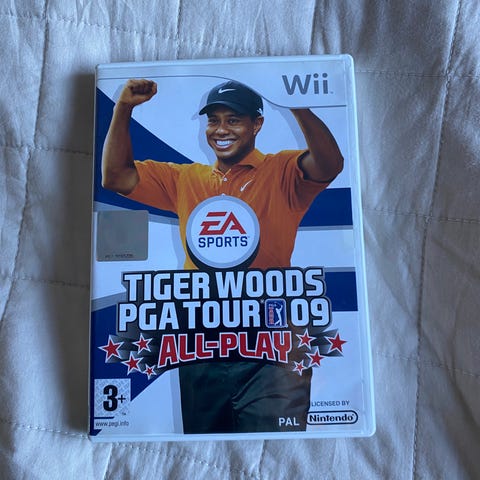 Wii
EA
SPORTS
TIGER WOODS
PGA TOUR 09
ALL-PLAY
3+
www.pegi.info
PAL
LICENSED BY
Nintendo